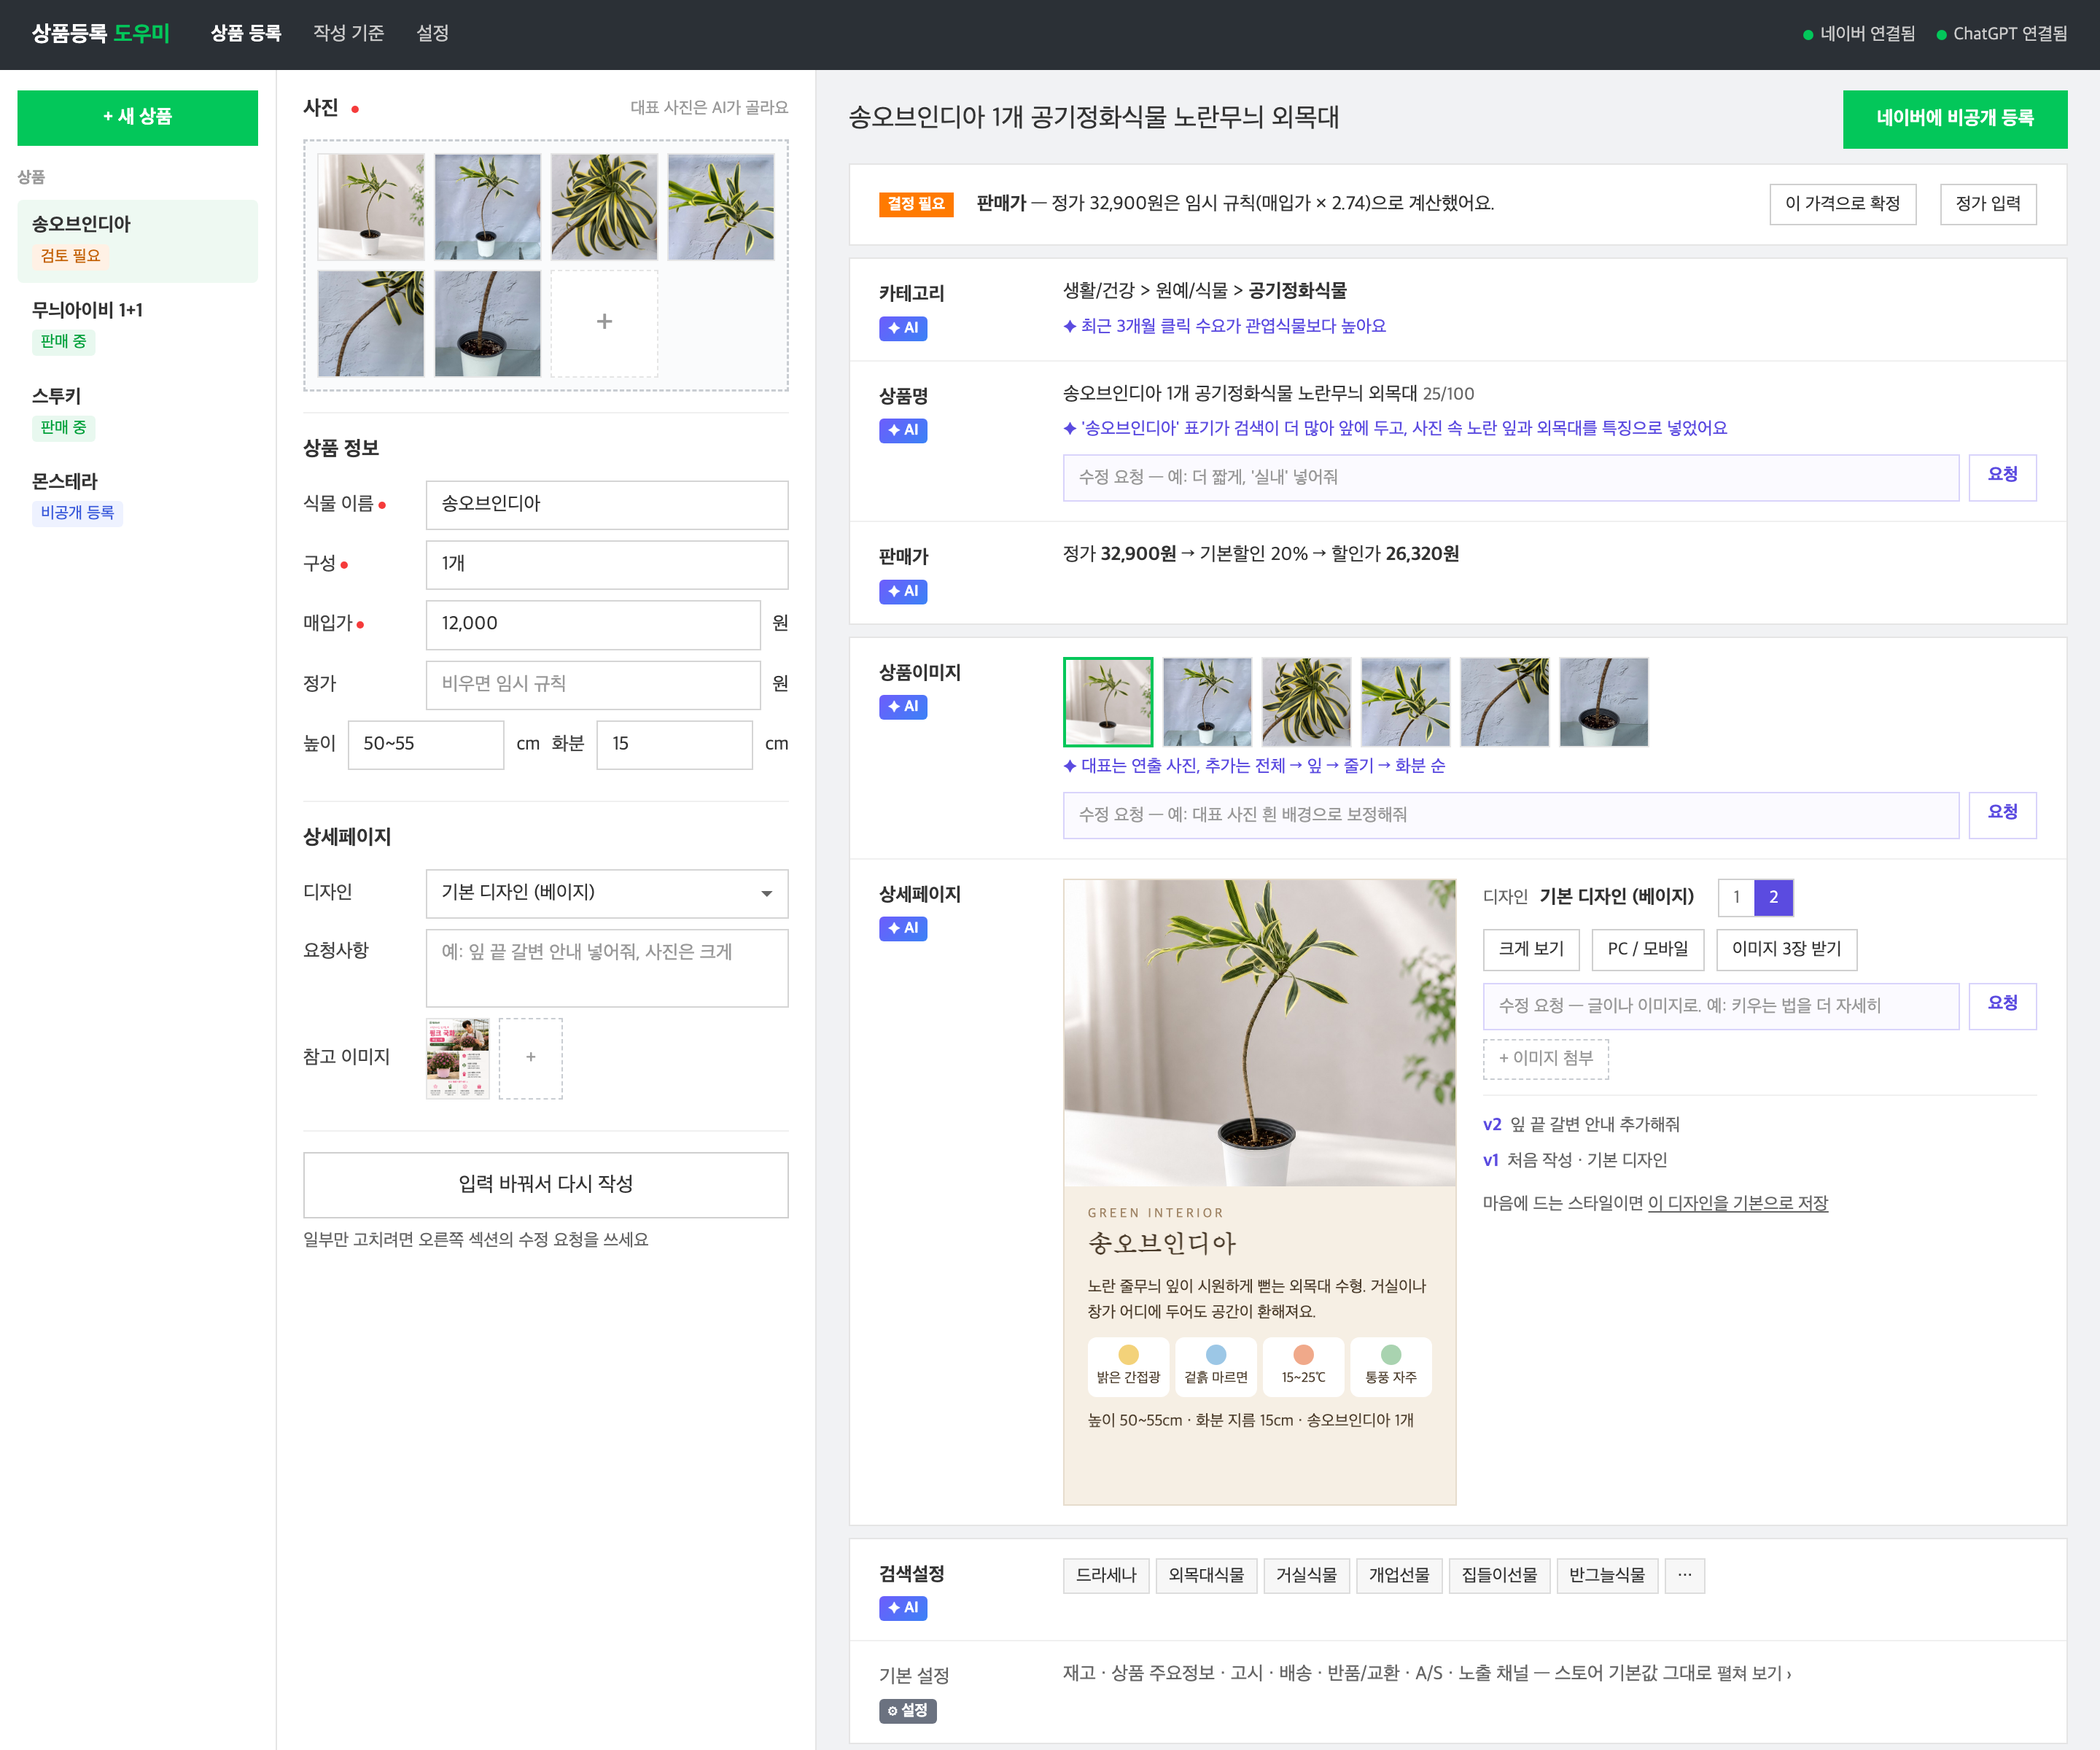 상품등록 도우미
상품 등록
작성 기준
설정
네이버 연결됨
ChatGPT 연결됨
+ 새 상품
상품
송오브인디아
검토 필요
무늬아이비 1+1
판매 중
스투키
판매 중
몬스테라
비공개 등록
사진
대표 사진은 AI가 골라요
+
상품 정보
식물 이름
송오브인디아
구성
1개
매입가
12,000
원
정가
비우면 임시 규칙
원
높이
50~55
cm
화분
15
cm
상세페이지
디자인
기본 디자인 (베이지)
요청사항
예: 잎 끝 갈변 안내 넣어줘, 사진은 크게
참고 이미지
+
입력 바꿔서 다시 작성
일부만 고치려면 오른쪽 섹션의 수정 요청을 쓰세요
송오브인디아 1개 공기정화식물 노란무늬 외목대
네이버에 비공개 등록
결정 필요
판매가 — 정가 32,900원은 임시 규칙(매입가 × 2.74)으로 계산했어요.
이 가격으로 확정
정가 입력
카테고리
✦ AI
생활/건강 > 원예/식물 > 공기정화식물
✦ 최근 3개월 클릭 수요가 관엽식물보다 높아요
상품명
✦ AI
송오브인디아 1개 공기정화식물 노란무늬 외목대 25/100
✦ '송오브인디아' 표기가 검색이 더 많아 앞에 두고, 사진 속 노란 잎과 외목대를 특징으로 넣었어요
수정 요청 — 예: 더 짧게, '실내' 넣어줘
요청
판매가
✦ AI
정가 32,900원 → 기본할인 20% → 할인가 26,320원
상품이미지
✦ AI
✦ 대표는 연출 사진, 추가는 전체 → 잎 → 줄기 → 화분 순
수정 요청 — 예: 대표 사진 흰 배경으로 보정해줘
요청
상세페이지
✦ AI
GREEN INTERIOR
송오브인디아
노란 줄무늬 잎이 시원하게 뻗는 외목대 수형. 거실이나
창가 어디에 두어도 공간이 환해져요.
밝은 간접광
겉흙 마르면
15~25℃
통풍 자주
높이 50~55cm · 화분 지름 15cm · 송오브인디아 1개
디자인 기본 디자인 (베이지)
1
2
크게 보기
PC / 모바일
이미지 3장 받기
수정 요청 — 글이나 이미지로. 예: 키우는 법을 더 자세히
요청
+ 이미지 첨부
v2 잎 끝 갈변 안내 추가해줘
v1 처음 작성 · 기본 디자인
마음에 드는 스타일이면 이 디자인을 기본으로 저장
검색설정
✦ AI
드라세나
외목대식물
거실식물
개업선물
집들이선물
반그늘식물
···
기본 설정
⚙ 설정
재고 · 상품 주요정보 · 고시 · 배송 · 반품/교환 · A/S · 노출 채널 — 스토어 기본값 그대로 펼쳐 보기 ›